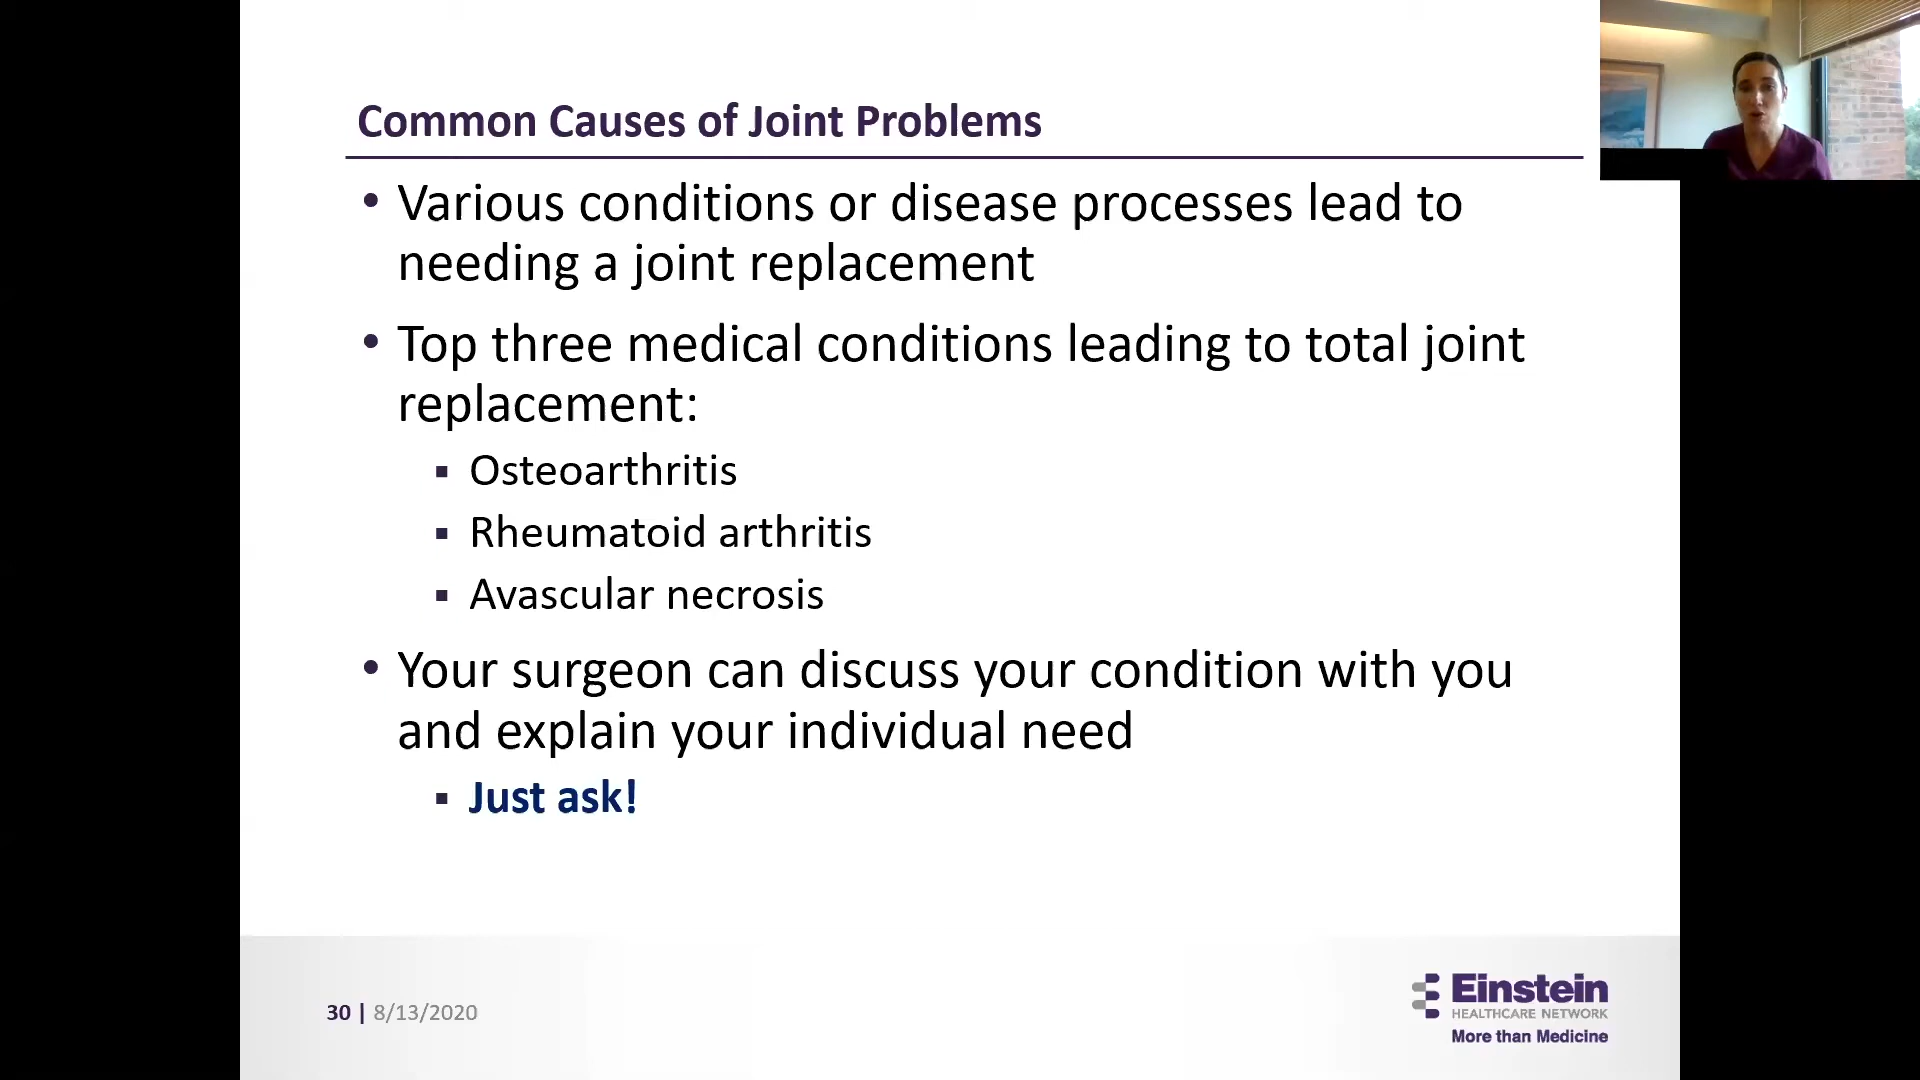 Common Causes of Joint Problems
• Various conditions or disease processes lead to
needing a joint replacement
• Top three medical conditions leading to total joint
replacement:
▪ Osteoarthritis
▪ Rheumatoid arthritis
▪ Avascular necrosis
• Your surgeon can discuss your condition with you
and explain your individual need
▪ Just ask!
30 | 8/13/2020
Einstein
HEALTHCARE NETWORK
More than Medicine